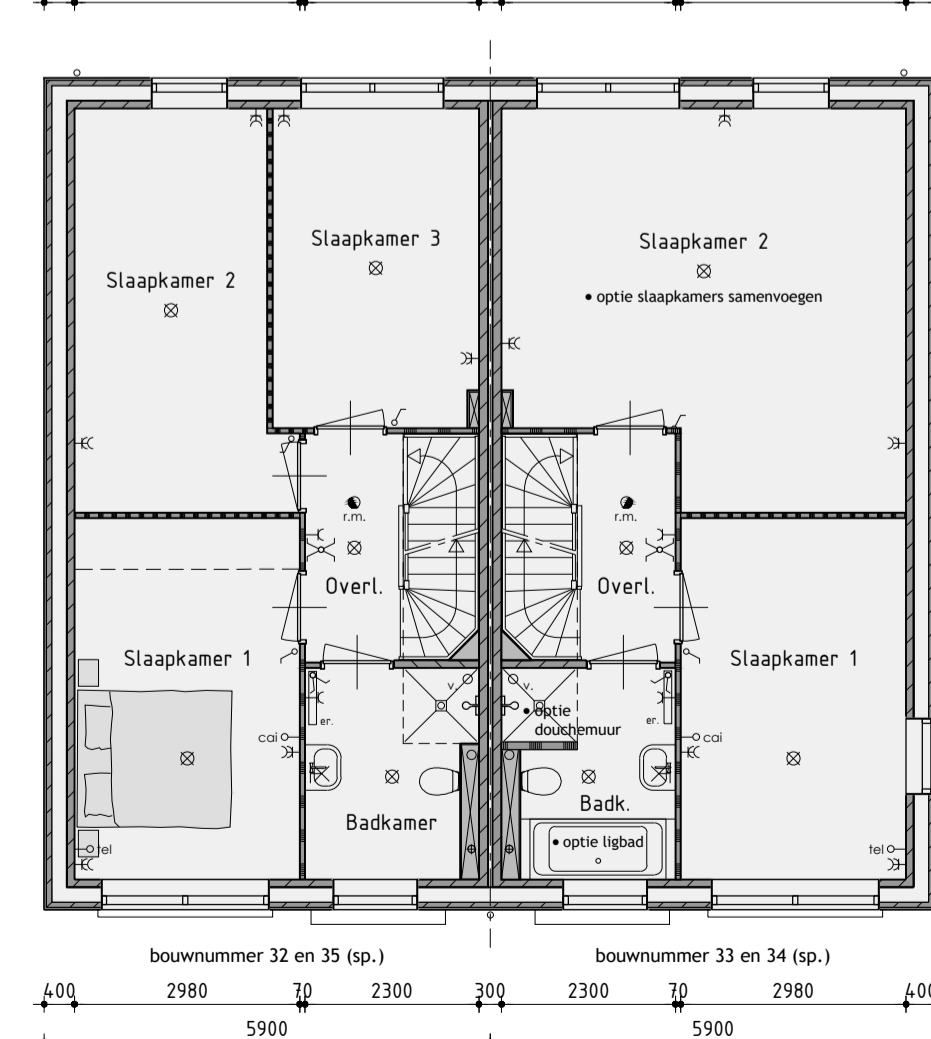 Slaapkamer 3
Slaapkamer 2
Slaapkamer 2
• optie slaapkamers samenvoegen
r.m.
r.m.
Overl.
Overl.
Slaapkamer 1
Slaapkamer 1
v.
v.
er.
• optie
douchemuur
er.
cai
cai
Badkamer
Badk.
• optie ligbad
tel
tel
bouwnummer 32 en 35 (sp.)
bouwnummer 33 en 34 (sp.)
400 2980 70 2300 300 2300 70 2980 400
5900 5900